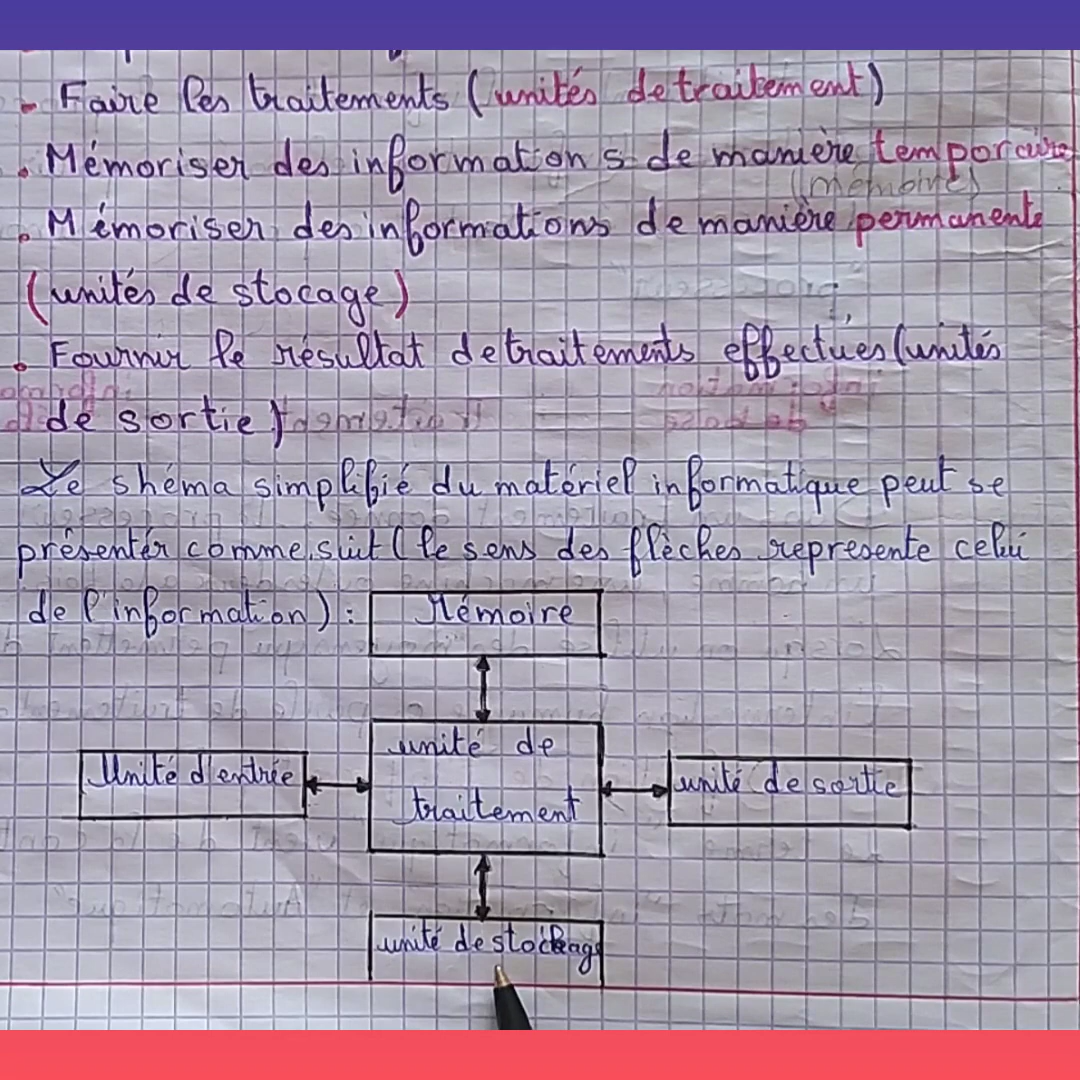 - Faire les traitements (unités de traitement)
. Mémoriser des informations de manière temporaire
(mémoire)
. Mémoriser des informations de manière permanente
(unités de stocage)
. Fournir le résultat de traitements effectués (unités
de sortie)
Le shéma simplifié du matériel informatique peut se
présenter comme suit (le sens des flèches represente celui
de l'information) : Mémoire
unité de
traitement
Unité d'entrée
unité de sortie
unité de stockage